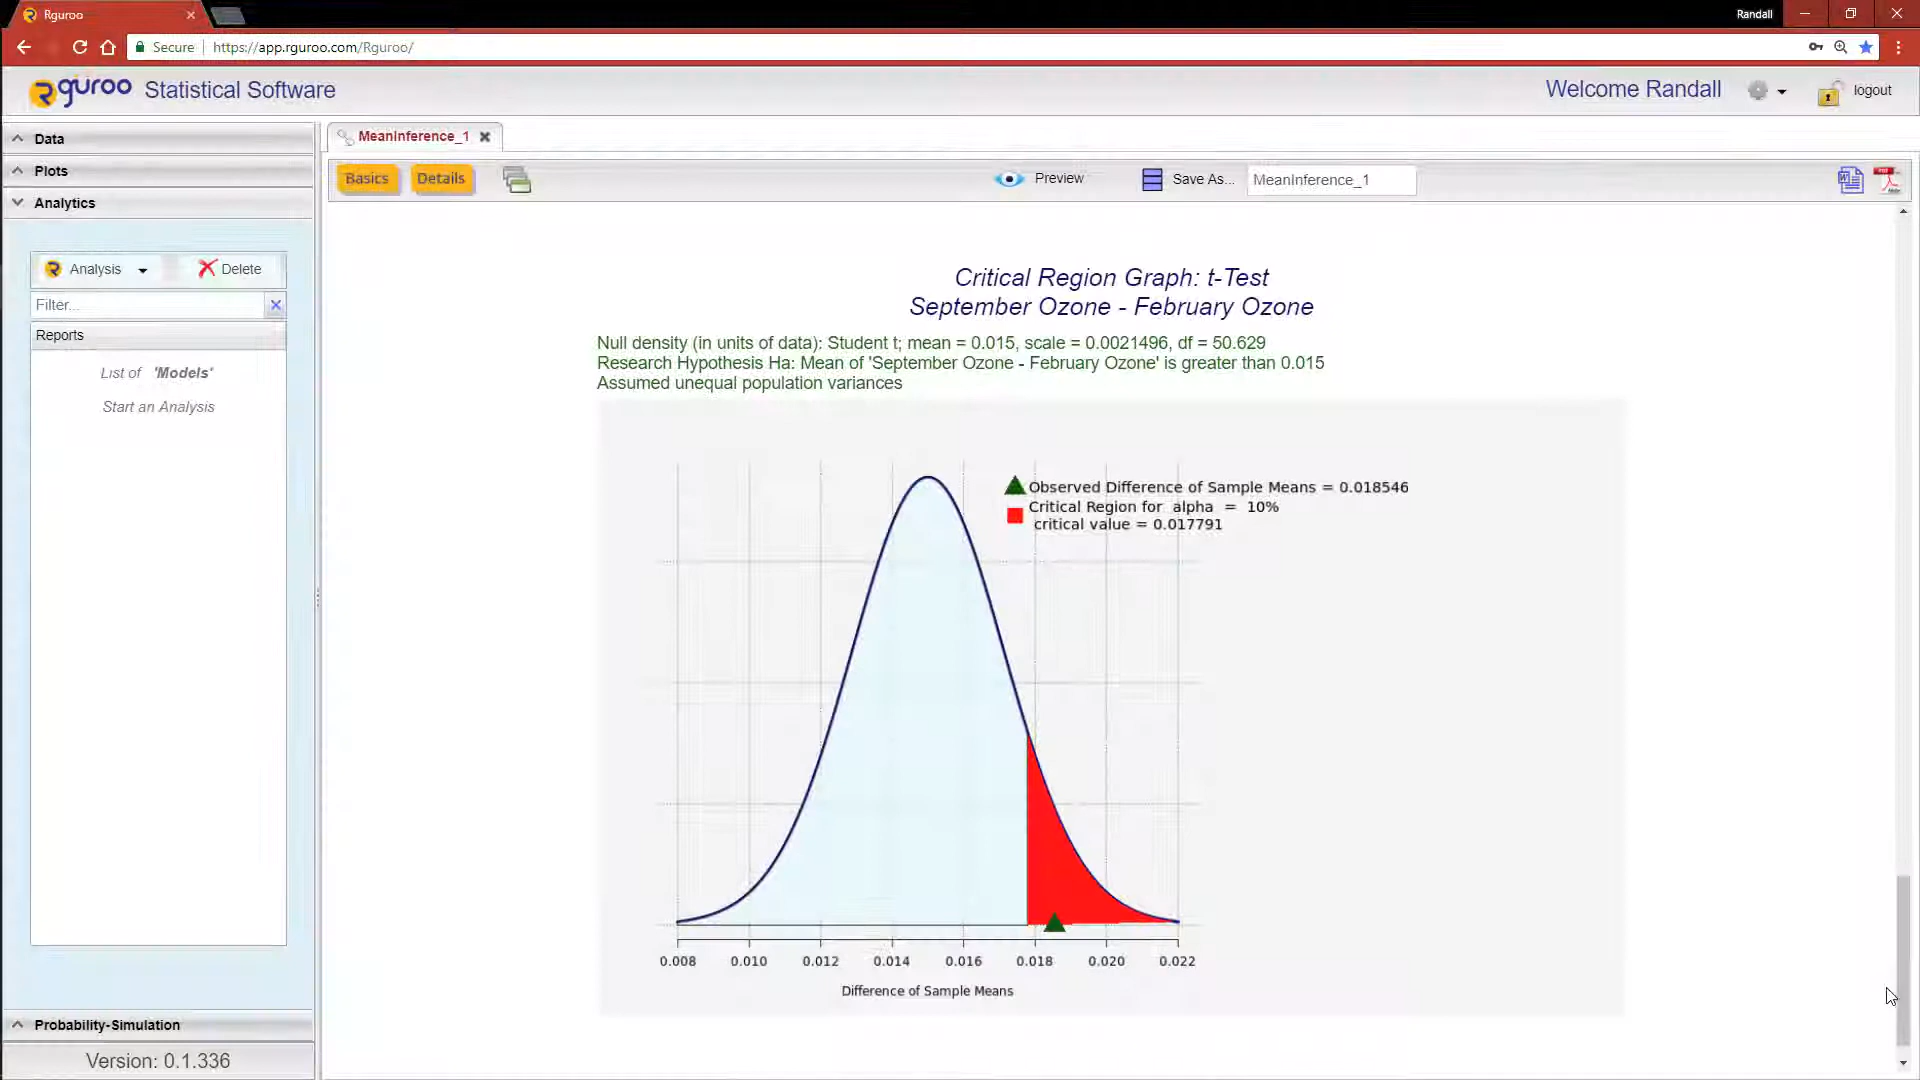 Rguroo
Randall
Secure
https://app.rguroo.com/Rguroo/
Rguroo Statistical Software
Welcome Randall
logout
Data
Plots
Analytics
Analysis
Delete
Filter...
Reports
List of 'Models'
Start an Analysis
Probability-Simulation
Version: 0.1.336
MeanInference_1
Basics
Details
Preview
Save As...
MeanInference_1
Critical Region Graph: t-Test
September Ozone - February Ozone
Null density (in units of data): Student t; mean = 0.015, scale = 0.0021496, df = 50.629
Research Hypothesis Ha: Mean of 'September Ozone - February Ozone' is greater than 0.015
Assumed unequal population variances
Observed Difference of Sample Means = 0.018546
Critical Region for alpha = 10%
critical value = 0.017791
0.008 0.010 0.012 0.014 0.016 0.018 0.020 0.022
Difference of Sample Means